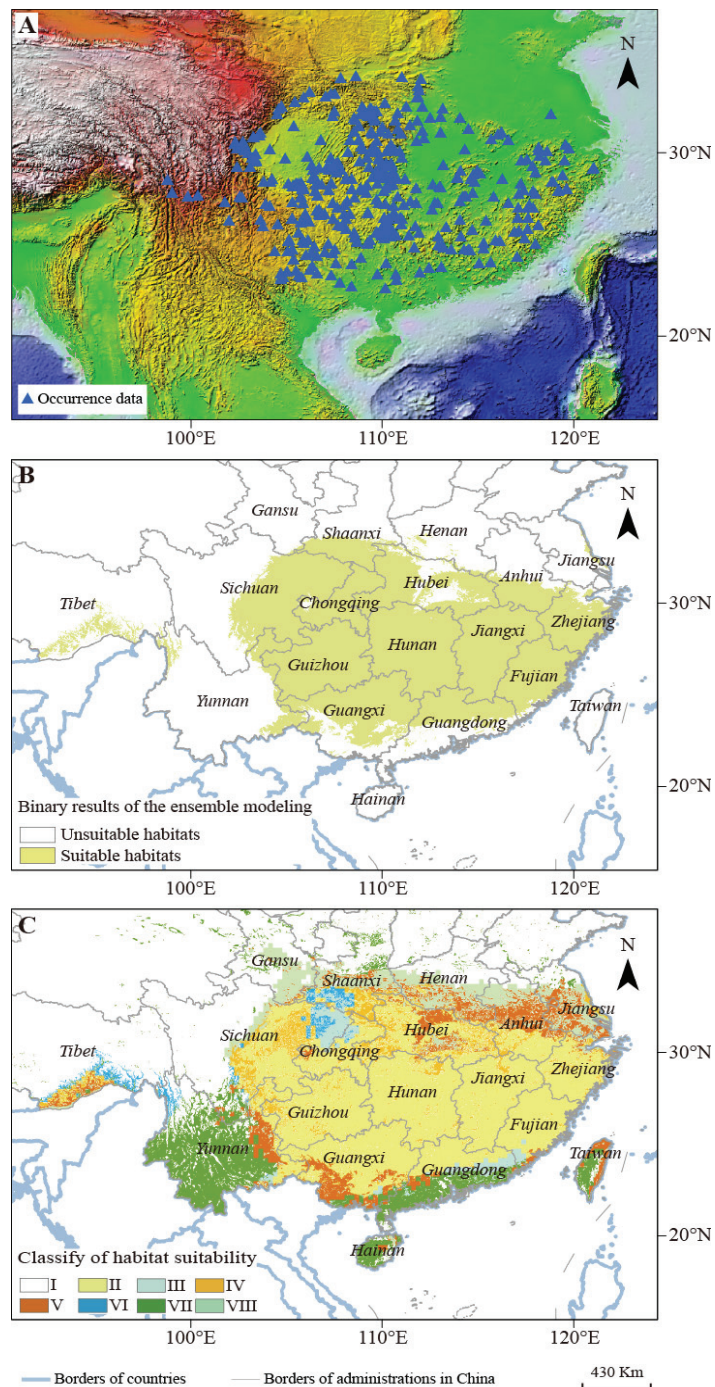 A
N
30°N
20°N
Occurrence data
100°E 110°E 120°E
B
N
Gansu
Shaanxi Henan
Jiangsu
Hubei Anhui
Tibet Sichuan
Chongqing
30°N
Zhejiang
Hunan Jiangxi
Guizhou
Fujian
Yunnan
Guangxi Guangdong Taiwan
Hainan
20°N
Binary results of the ensemble modeling
Unsuitable habitats
Suitable habitats
100°E 110°E 120°E
C
N
Gansu
Shaanxi Henan
Jiangsu
Hubei Anhui
Sichuan
Tibet Chongqing
30°N
Zhejiang
Hunan Jiangxi
Guizhou
Fujian
Yunnan
Guangxi Guangdong Taiwan
Hainan
20°N
Classify of habitat suitability
I II III IV
V VI VII VIII
100°E 110°E 120°E
Borders of countries Borders of administrations in China 430 Km